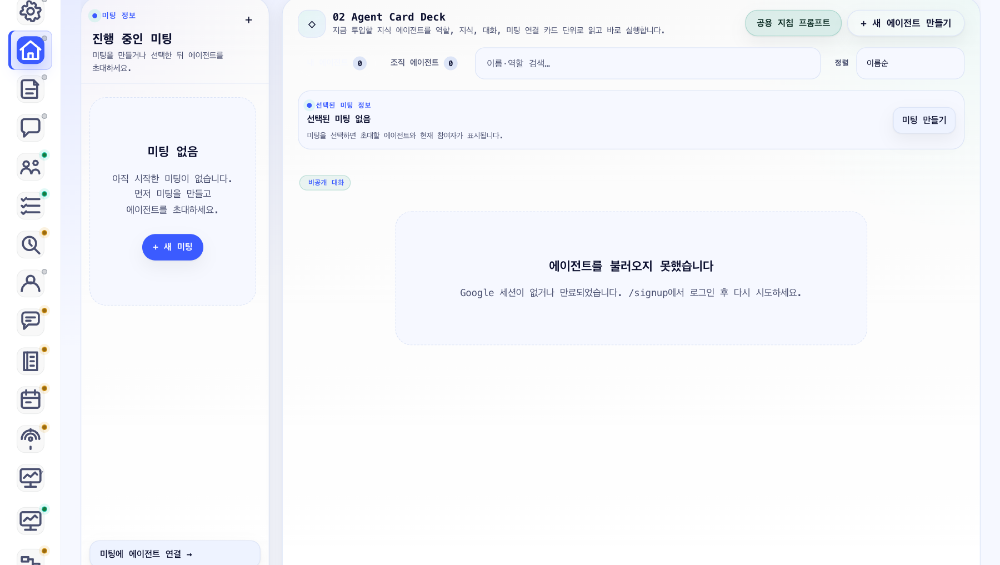 미팅 정보
+
진행 중인 미팅
미팅을 만들거나 선택한 뒤 에이전트를
초대하세요.
미팅 없음
아직 시작한 미팅이 없습니다.
먼저 미팅을 만들고
에이전트를 초대하세요.
+ 새 미팅
미팅에 에이전트 연결 →
02 Agent Card Deck
지금 투입할 지식 에이전트를 역할, 지식, 대화, 미팅 연결 카드 단위로 읽고 바로 실행합니다.
공용 지침 프롬프트
+ 새 에이전트 만들기
0
조직 에이전트 0
이름·역할 검색…
정렬
이름순
선택된 미팅 정보
선택된 미팅 없음
미팅을 선택하면 초대할 에이전트와 현재 참여자가 표시됩니다.
미팅 만들기
비공개 대화
에이전트를 불러오지 못했습니다
Google 세션이 없거나 만료되었습니다. /signup에서 로그인 후 다시 시도하세요.